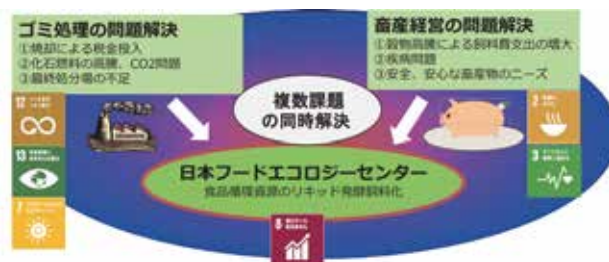 ゴミ処理の問題解決
①焼却による税金投入
②化石燃料の高騰、CO2問題
③最終処分場の不足
畜産経営の問題解決
①穀物高騰による飼料費支出の増大
②疾病問題
③安全、安心な畜産物のニーズ
複数課題
の同時解決
日本フードエコロジーセンター
食品循環資源のリキッド発酵飼料化
12
13
7
2
3
8